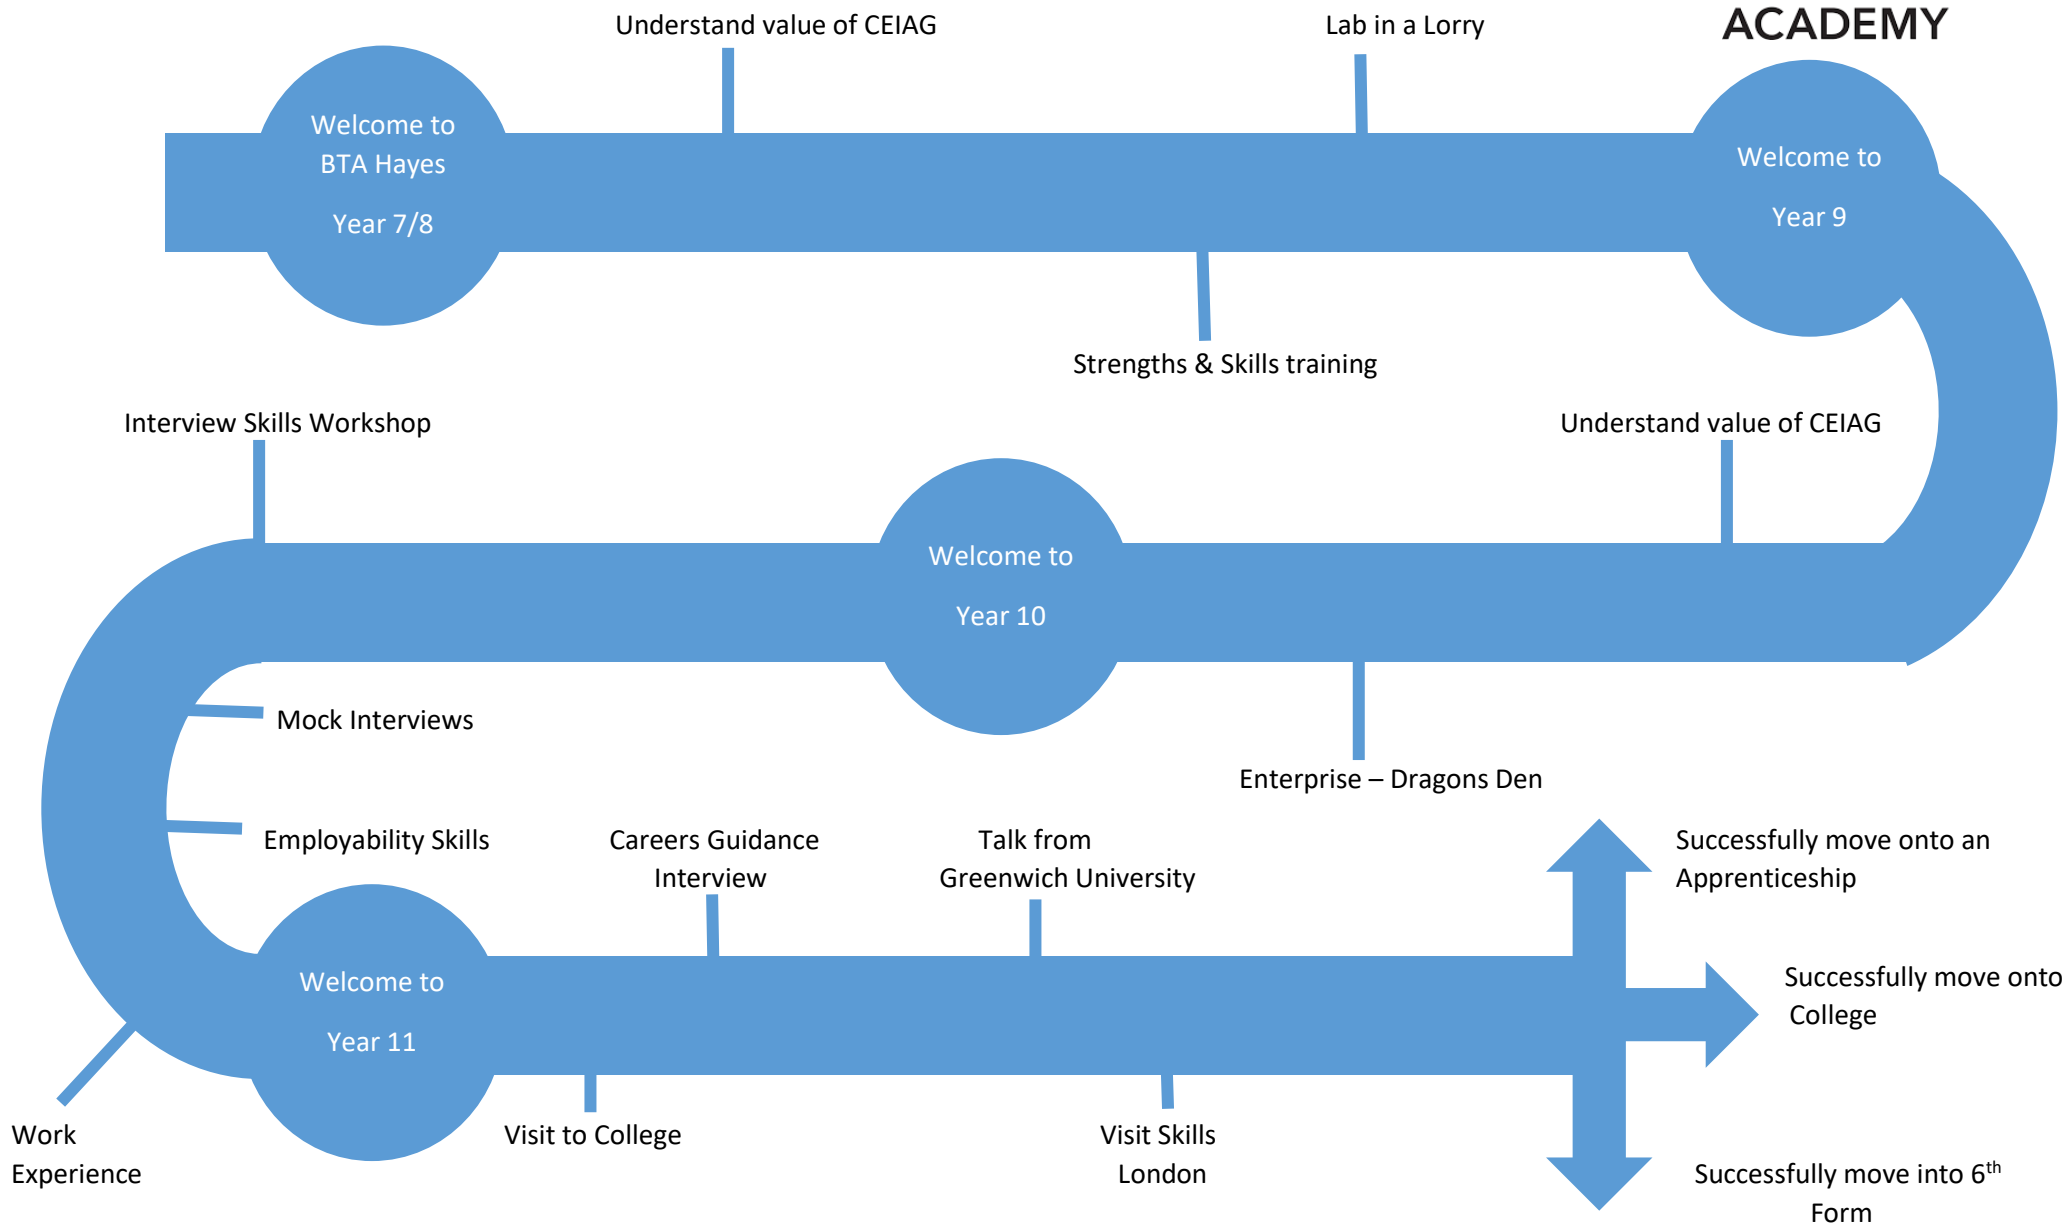 ACADEMY
Understand value of CEIAG
Lab in a Lorry
Welcome to
BTA Hayes
Year 7/8
Welcome to
Year 9
Strengths & Skills training
Interview Skills Workshop
Understand value of CEIAG
Welcome to
Year 10
Mock Interviews
Enterprise – Dragons Den
Employability Skills
Careers Guidance
Interview
Talk from
Greenwich University
Successfully move onto an
Apprenticeship
Welcome to
Year 11
Successfully move onto
College
Work
Experience
Visit to College
Visit Skills
London
Successfully move into 6th
Form